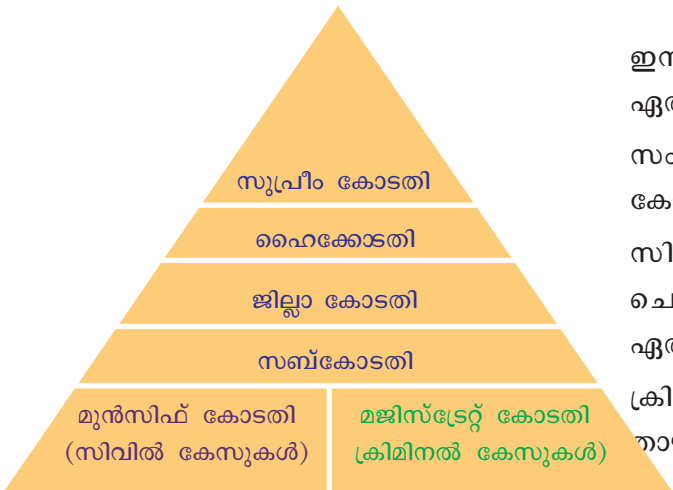 സുപ്രീം കോടതി
ഹൈക്കോടതി
ജില്ലാ കോടതി
സബ്കോടതി
മുൻസിഫ് കോടതി
(സിവിൽ കേസുകൾ)
മജിസ്ട്രേറ്റ് കോടതി
ക്രിമിനൽ കേസുകൾ)